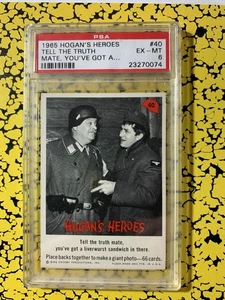 PSA
1965 HOGAN'S HEROES #40
TELL THE TRUTH EX - MT
MATE, YOU'VE GOT A... 6
23270074
40
HOGAN'S HEROES
Tell the truth mate,
you've got a liverwurst sandwich in there.
Place backs together to make a giant photo—66 cards.